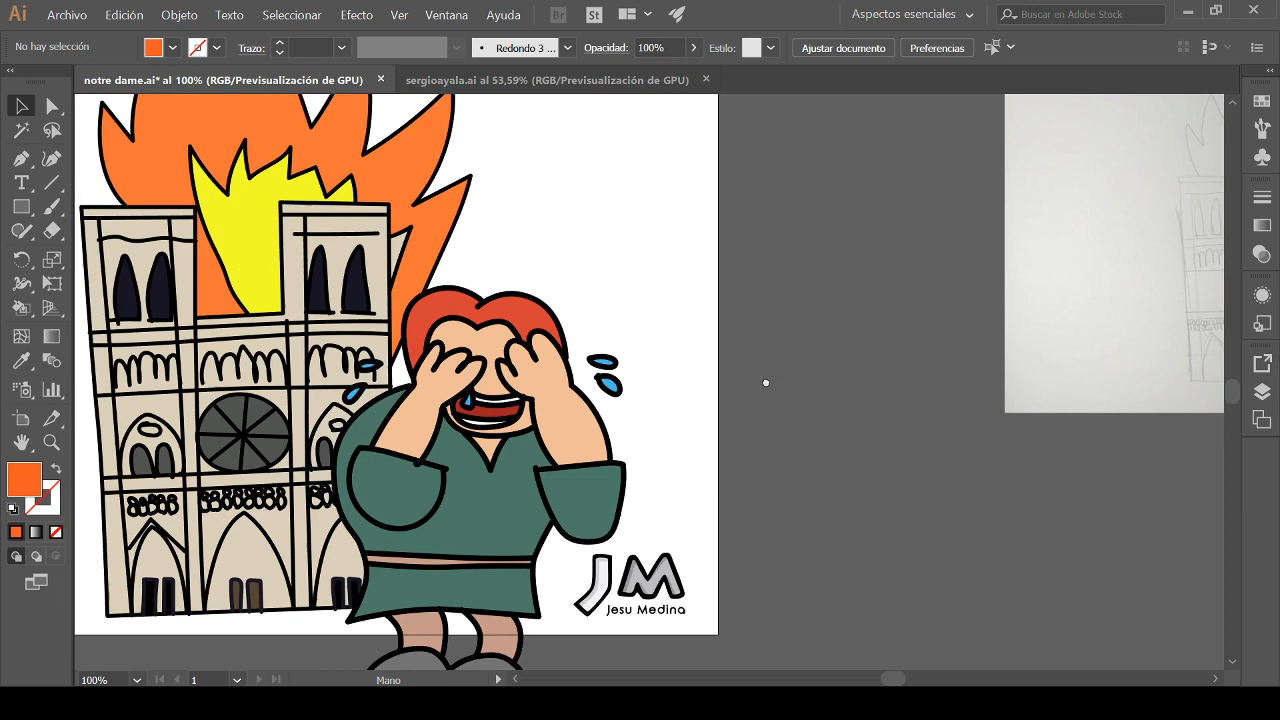 Ai Archivo Edición Objeto Texto Seleccionar Efecto Ver Ventana Ayuda Br St Aspectos esenciales Buscar en Adobe Stock
No hay selección Trazo: Redondo 3 ... Opacidad: 100% Estilo: Ajustar documento Preferencias
notre dame.ai* al 100% (RGB/Previsualización de GPU) × sergioayala.ai al 53,59% (RGB/Previsualización de GPU) ×
JM
Jesu Medina
100% 1 Mano